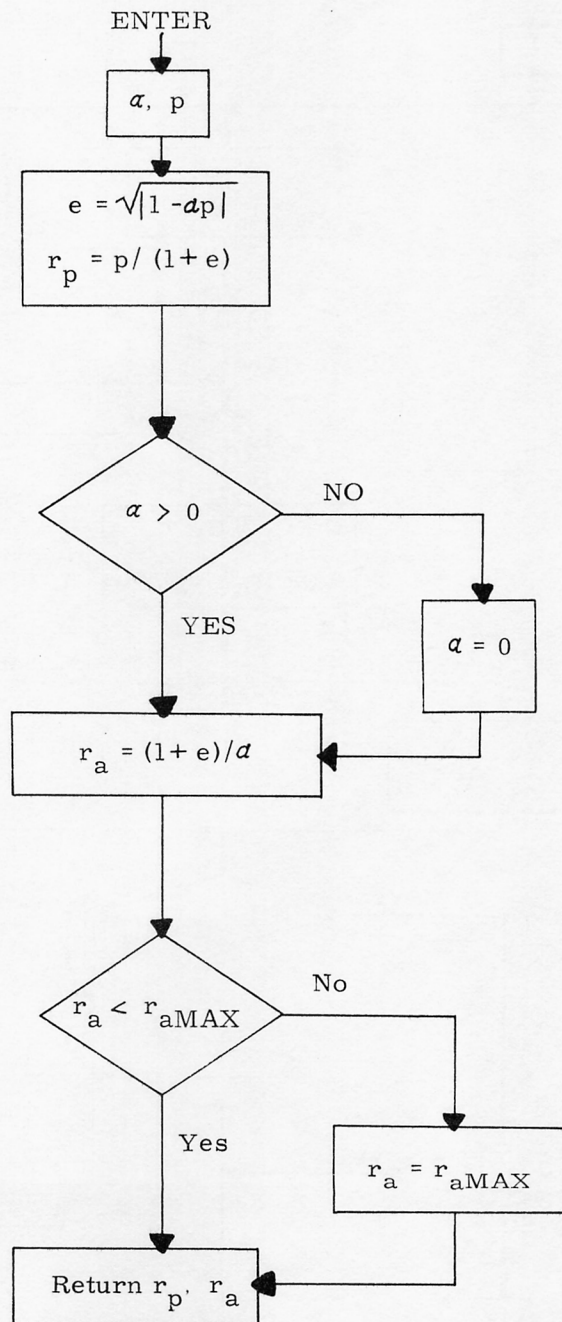 ENTER
α, p
e = √|1 - αp|
r_p = p / (1 + e)
α > 0
NO
YES
α = 0
r_a = (1 + e)/α
r_a < r_aMAX
No
Yes
r_a = r_aMAX
Return r_p, r_a